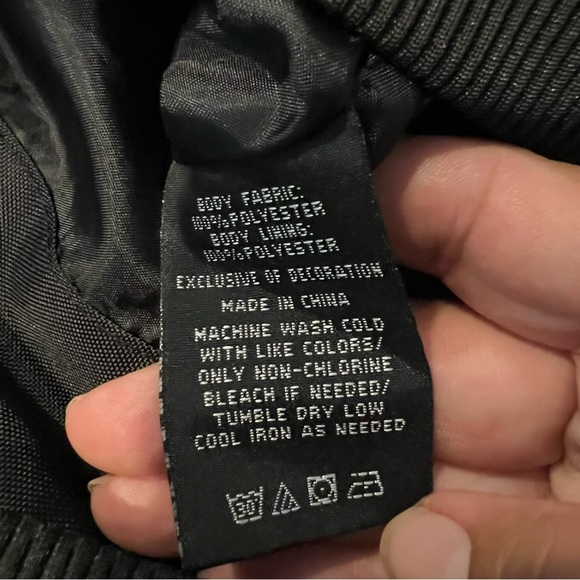 BODY FABRIC:
100%POLYESTER
BODY LINING:
100%POLYESTER
EXCLUSIVE OF DECORATION
MADE IN CHINA
MACHINE WASH COLD
WITH LIKE COLORS/
ONLY NON-CHLORINE
BLEACH IF NEEDED/
TUMBLE DRY LOW
COOL IRON AS NEEDED
30°